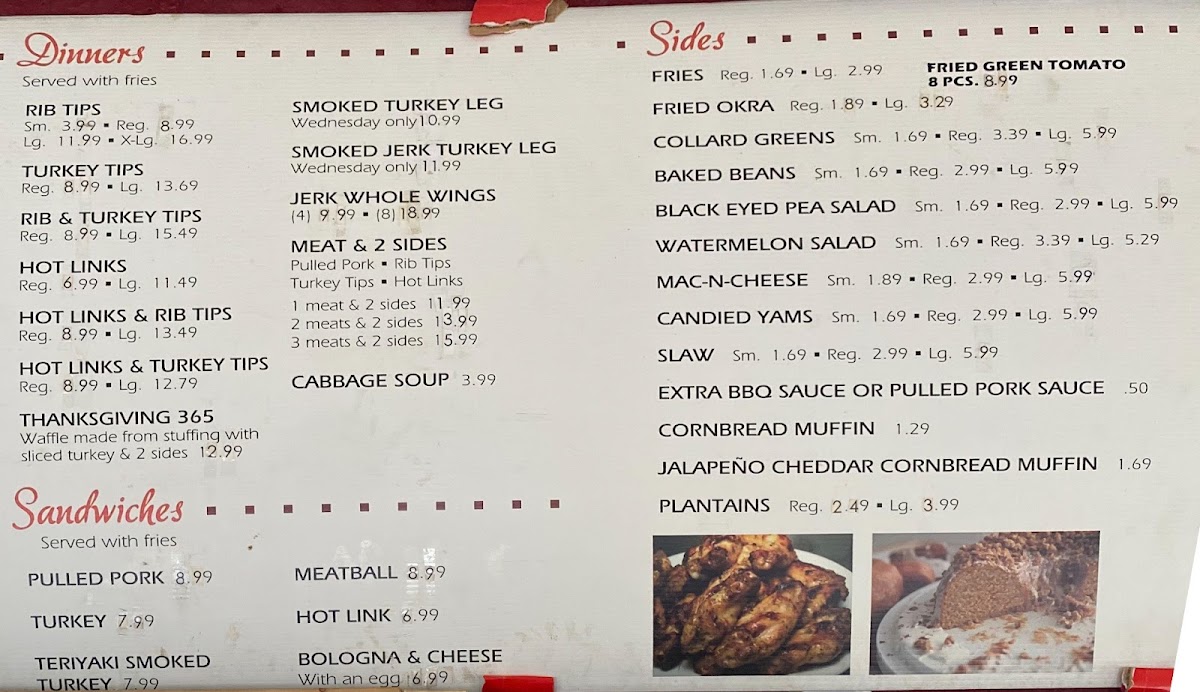 Dinners
Served with fries
RIB TIPS
Sm. 3.99 ▪ Reg. 8.99
Lg. 11.99 ▪ X-Lg. 16.99
TURKEY TIPS
Reg. 8.99 ▪ Lg. 13.69
RIB & TURKEY TIPS
Reg. 8.99 ▪ Lg. 15.49
HOT LINKS
Reg. 6.99 ▪ Lg. 11.49
HOT LINKS & RIB TIPS
Reg. 8.99 ▪ Lg. 13.49
HOT LINKS & TURKEY TIPS
Reg. 8.99 ▪ Lg. 12.79
THANKSGIVING 365
Waffle made from stuffing with
sliced turkey & 2 sides 12.99
SMOKED TURKEY LEG
Wednesday only 10.99
SMOKED JERK TURKEY LEG
Wednesday only 11.99
JERK WHOLE WINGS
(4) 9.99 ▪ (8) 18.99
MEAT & 2 SIDES
Pulled Pork ▪ Rib Tips
Turkey Tips ▪ Hot Links
1 meat & 2 sides 11.99
2 meats & 2 sides 13.99
3 meats & 2 sides 15.99
CABBAGE SOUP 3.99
Sandwiches
Served with fries
PULLED PORK 8.99
TURKEY 7.99
TERIYAKI SMOKED
TURKEY 7.99
MEATBALL 8.99
HOT LINK 6.99
BOLOGNA & CHEESE
With an egg 6.99
Sides
FRIES Reg. 1.69 ▪ Lg. 2.99
FRIED GREEN TOMATO
8 PCS. 8.99
FRIED OKRA Reg. 1.89 ▪ Lg. 3.29
COLLARD GREENS Sm. 1.69 ▪ Reg. 3.39 ▪ Lg. 5.99
BAKED BEANS Sm. 1.69 ▪ Reg. 2.99 ▪ Lg. 5.99
BLACK EYED PEA SALAD Sm. 1.69 ▪ Reg. 2.99 ▪ Lg. 5.99
WATERMELON SALAD Sm. 1.69 ▪ Reg. 3.39 ▪ Lg. 5.29
MAC-N-CHEESE Sm. 1.89 ▪ Reg. 2.99 ▪ Lg. 5.99
CANDIED YAMS Sm. 1.69 ▪ Reg. 2.99 ▪ Lg. 5.99
SLAW Sm. 1.69 ▪ Reg. 2.99 ▪ Lg. 5.99
EXTRA BBQ SAUCE OR PULLED PORK SAUCE .50
CORNBREAD MUFFIN 1.29
JALAPEÑO CHEDDAR CORNBREAD MUFFIN 1.69
PLANTAINS Reg. 2.49 ▪ Lg. 3.99